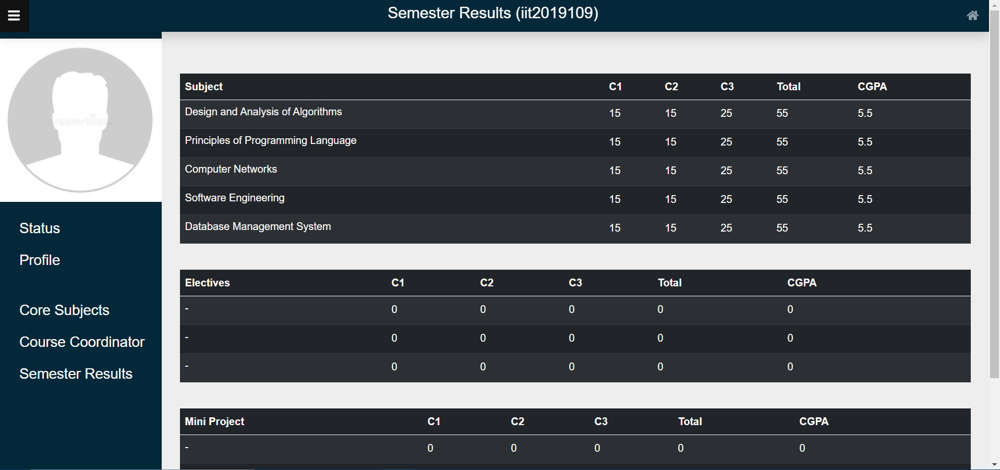 Semester Results (iit2019109)
dreamstime.
Status
Profile
Core Subjects
Course Coordinator
Semester Results
Subject C1 C2 C3 Total CGPA
Design and Analysis of Algorithms 15 15 25 55 5.5
Principles of Programming Language 15 15 25 55 5.5
Computer Networks 15 15 25 55 5.5
Software Engineering 15 15 25 55 5.5
Database Management System 15 15 25 55 5.5
Electives C1 C2 C3 Total CGPA
- 0 0 0 0 0
- 0 0 0 0 0
- 0 0 0 0 0
Mini Project C1 C2 C3 Total CGPA
- 0 0 0 0 0